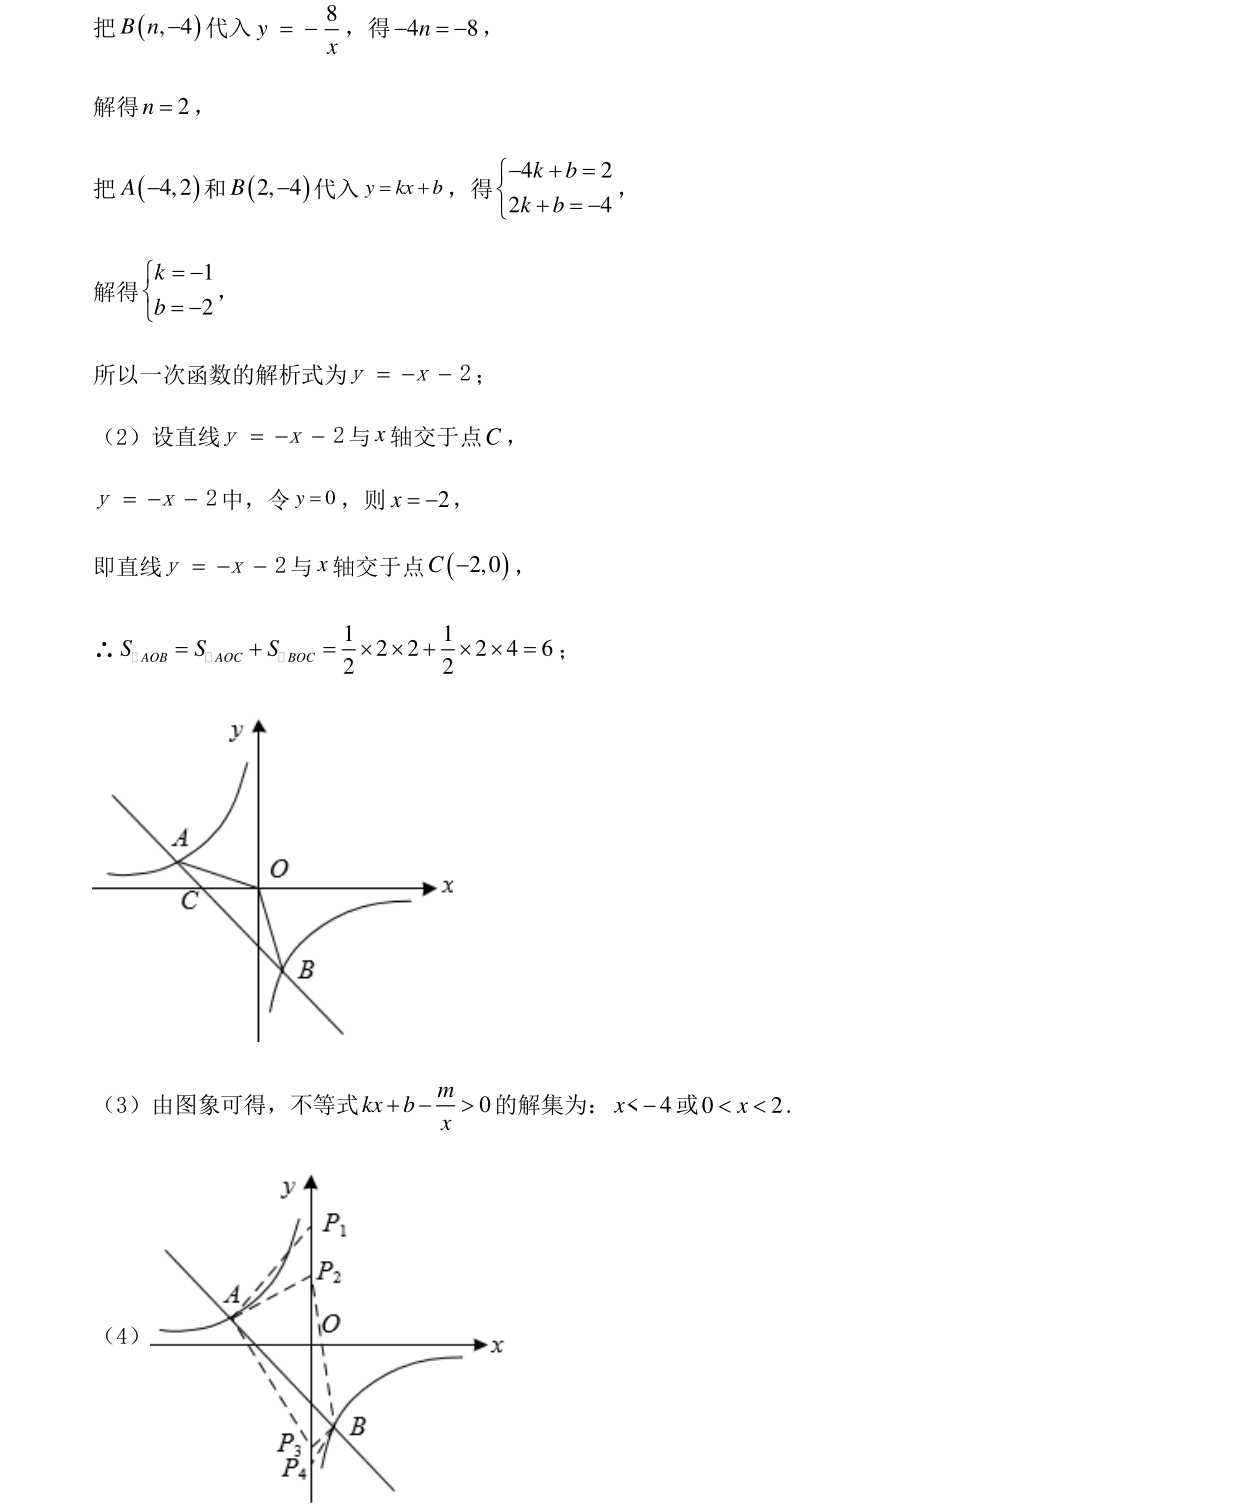 把B(n,−4)代入y = −8/x，得−4n=−8，
解得n=2，
把A(−4,2)和B(2,−4)代入y=kx+b，得{−4k+b=2 2k+b=−4，
解得{k=−1 b=−2，
所以一次函数的解析式为y = −x − 2；
（2）设直线y = −x − 2与x轴交于点C，
y = −x − 2中，令y=0，则x=−2，
即直线y = −x − 2与x轴交于点C(−2,0)，
∴S□AOB=S□AOC+S□BOC=1/2×2×2+1/2×2×4=6；
y
A
O
x
C
B
（3）由图象可得，不等式kx+b−m/x>0的解集为：x<−4或0<x<2.
y
P₁
P₂
A
O
（4）
x
B
P₃
P₄